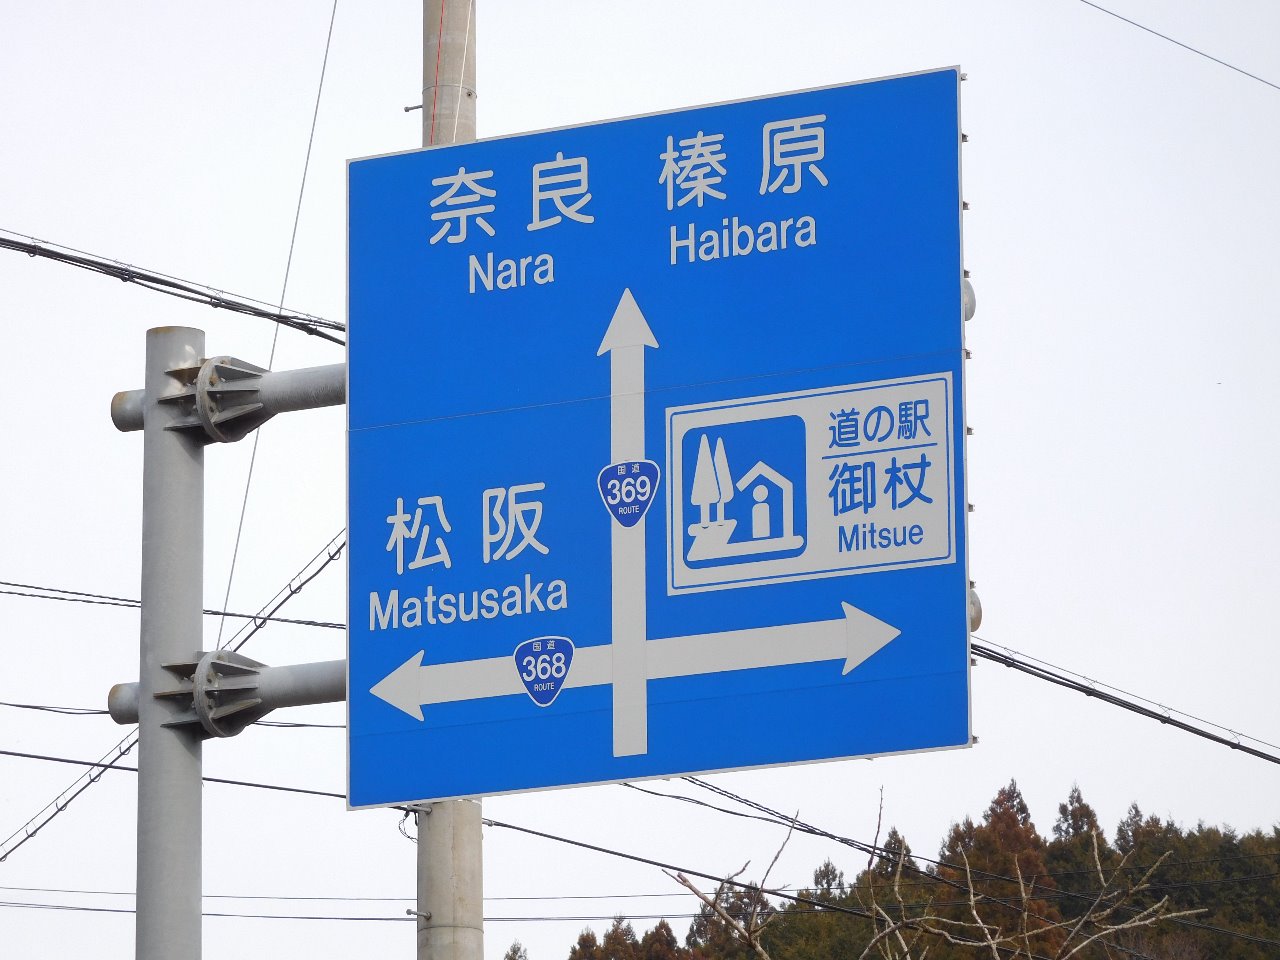 奈良 榛原
Nara Haibara
国道
369
ROUTE
道の駅
御杖
Mitsue
松阪
Matsusaka
国道
368
ROUTE